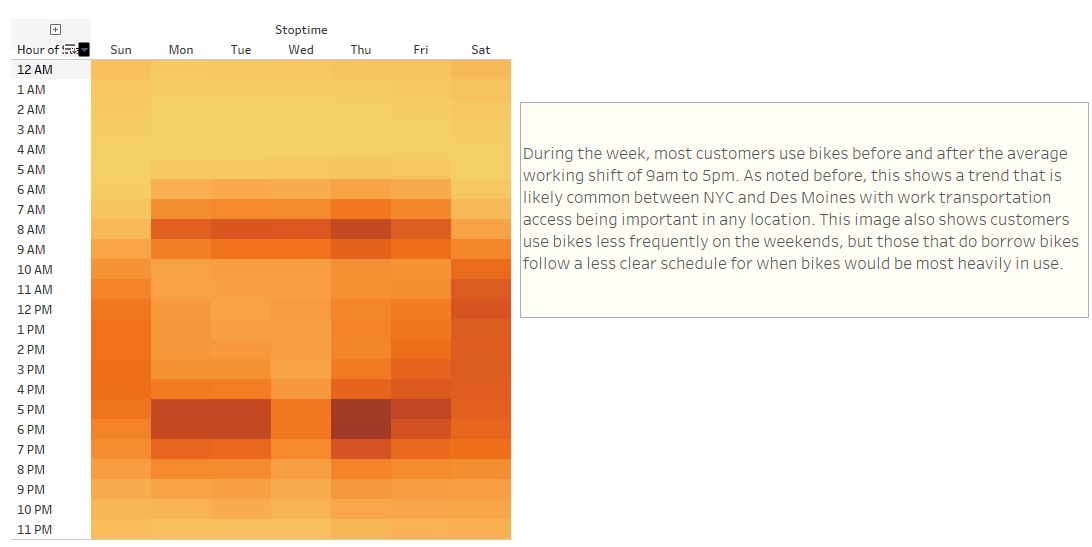 Stoptime
Hour of
Sun Mon Tue Wed Thu Fri Sat
12 AM
1 AM
2 AM
3 AM
4 AM
5 AM
6 AM
7 AM
8 AM
9 AM
10 AM
11 AM
12 PM
1 PM
2 PM
3 PM
4 PM
5 PM
6 PM
7 PM
8 PM
9 PM
10 PM
11 PM
During the week, most customers use bikes before and after the average
working shift of 9am to 5pm. As noted before, this shows a trend that is
likely common between NYC and Des Moines with work transportation
access being important in any location. This image also shows customers
use bikes less frequently on the weekends, but those that do borrow bikes
follow a less clear schedule for when bikes would be most heavily in use.